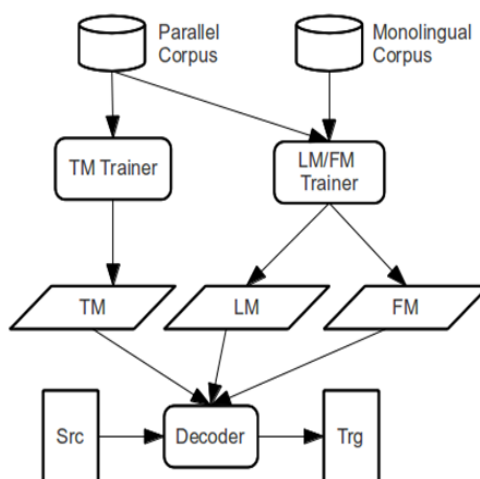 Parallel
Corpus
Monolingual
Corpus
TM Trainer
LM/FM
Trainer
TM
LM
FM
Src
Decoder
Trg